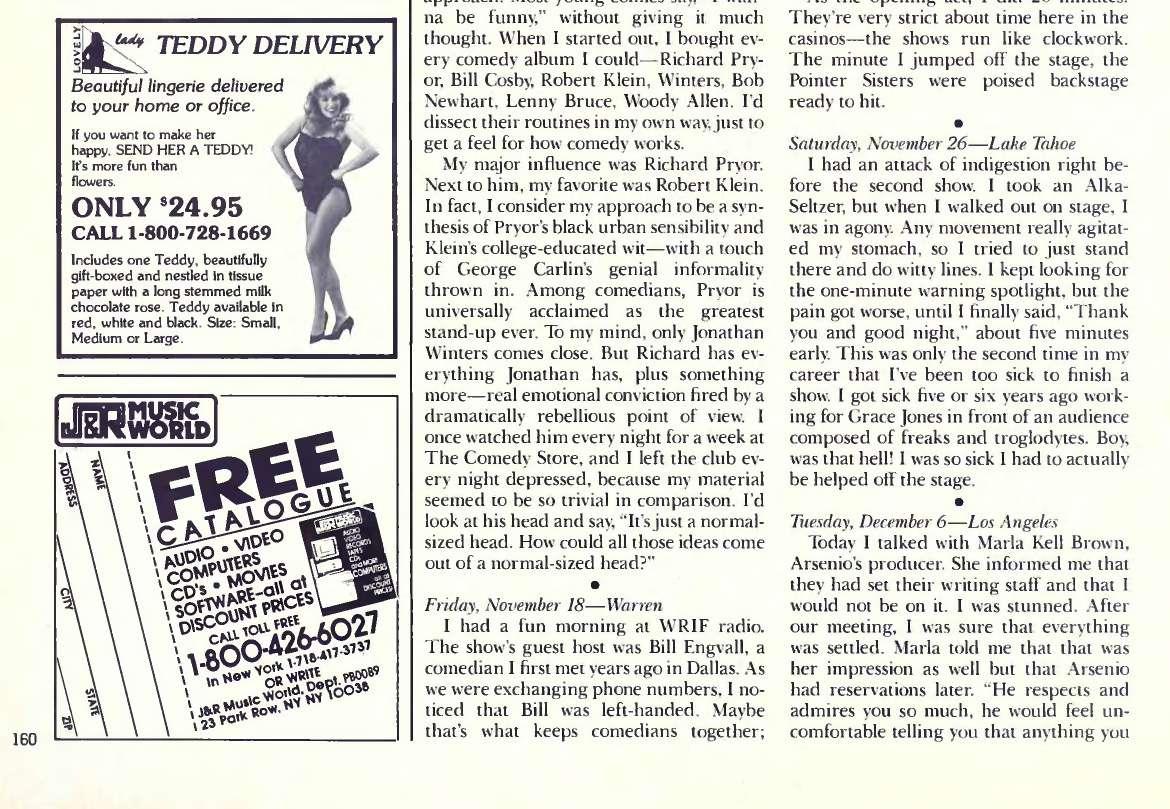 LOVELY
lady
TEDDY DELIVERY
Beautiful lingerie delivered
to your home or office.
If you want to make her
happy, SEND HER A TEDDY!
It's more fun than
flowers.
ONLY $24.95
CALL 1-800-728-1669
Includes one Teddy, beautifully
gift-boxed and nestled in tissue
paper with a long stemmed milk
chocolate rose. Teddy available in
red, white and black. Size: Small,
Medium or Large.
J&R MUSIC
WORLD
NAME
ADDRESS
CITY
STATE
ZIP
FREE
CATALOGUE
AUDIO • VIDEO
COMPUTERS
CD's • MOVIES
SOFTWARE-all at
DISCOUNT PRICES
CALL TOLL FREE
1-800-426-6027
In New York 1-718-417-3737
OR WRITE
J&R Music World, Dept. PB0089
23 Park Row, NY NY 10038
160
na be funny," without giving it much
thought. When I started out, I bought ev-
ery comedy album I could—Richard Pry-
or, Bill Cosby, Robert Klein, Winters, Bob
Newhart, Lenny Bruce, Woody Allen. I'd
dissect their routines in my own way, just to
get a feel for how comedy works.
My major influence was Richard Pryor.
Next to him, my favorite was Robert Klein.
In fact, I consider my approach to be a syn-
thesis of Pryor's black urban sensibility and
Klein's college-educated wit—with a touch
of George Carlin's genial informality
thrown in. Among comedians, Pryor is
universally acclaimed as the greatest
stand-up ever. To my mind, only Jonathan
Winters comes close. But Richard has ev-
erything Jonathan has, plus something
more—real emotional conviction fired by a
dramatically rebellious point of view. I
once watched him every night for a week at
The Comedy Store, and I left the club ev-
ery night depressed, because my material
seemed to be so trivial in comparison. I'd
look at his head and say, "It's just a normal-
sized head. How could all those ideas come
out of a normal-sized head?"
•
Friday, November 18—Warren
I had a fun morning at WRIF radio.
The show's guest host was Bill Engvall, a
comedian I first met years ago in Dallas. As
we were exchanging phone numbers, I no-
ticed that Bill was left-handed. Maybe
that's what keeps comedians together;
They're very strict about time here in the
casinos—the shows run like clockwork.
The minute I jumped off the stage, the
Pointer Sisters were poised backstage
ready to hit.
•
Saturday, November 26—Lake Tahoe
I had an attack of indigestion right be-
fore the second show. I took an Alka-
Seltzer, but when I walked out on stage, I
was in agony. Any movement really agitat-
ed my stomach, so I tried to just stand
there and do witty lines. I kept looking for
the one-minute warning spotlight, but the
pain got worse, until I finally said, "Thank
you and good night," about five minutes
early. This was only the second time in my
career that I've been too sick to finish a
show. I got sick five or six years ago work-
ing for Grace Jones in front of an audience
composed of freaks and troglodytes. Boy,
was that hell! I was so sick I had to actually
be helped off the stage.
•
Tuesday, December 6—Los Angeles
Today I talked with Marla Kell Brown,
Arsenio's producer. She informed me that
they had set their writing staff and that I
would not be on it. I was stunned. After
our meeting, I was sure that everything
was settled. Marla told me that that was
her impression as well but that Arsenio
had reservations later. "He respects and
admires you so much, he would feel un-
comfortable telling you that anything you